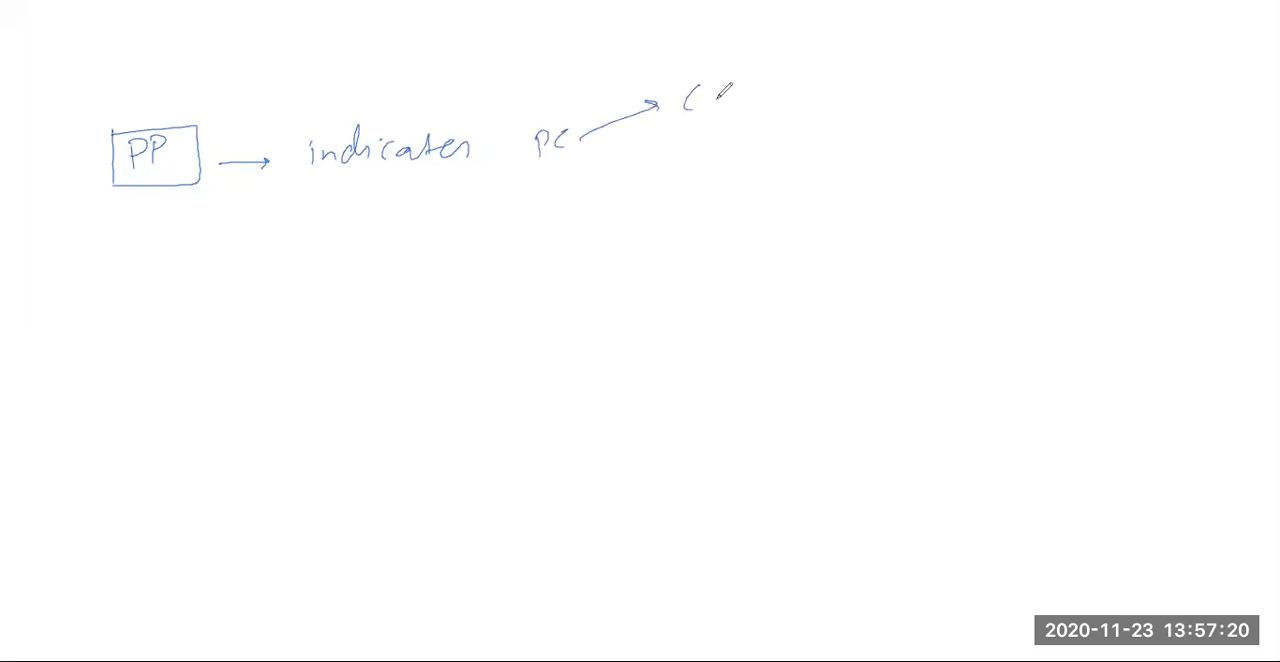 PP → indicates PC → (
2020-11-23 13:57:20